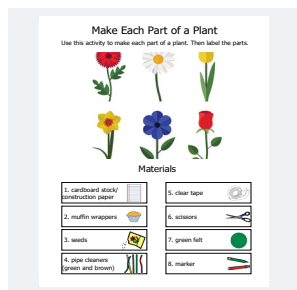 Make Each Part of a Plant
Use this activity to make each part of a plant. Then label the parts.
Materials
1. cardboard stock/
construction paper
2. muffin wrappers
3. seeds
4. pipe cleaners
(green and brown)
5. clear tape
6. scissors
7. green felt
8. marker